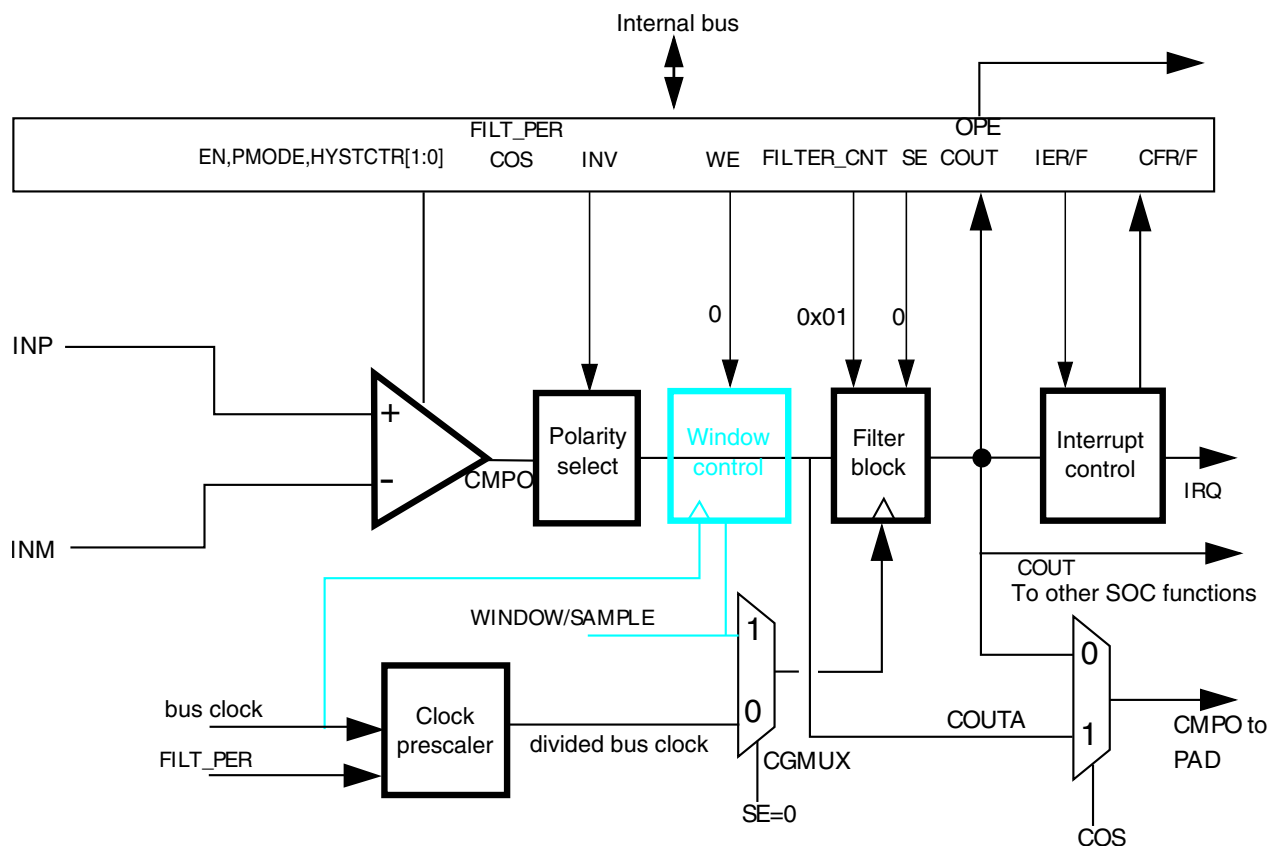 Internal bus
OPE
FILT_PER
EN,PMODE,HYSTCTR[1:0]
COS
INV
WE
FILTER_CNT
SE
COUT
IER/F
CFR/F
0
0x01
0
INP
+
-
INM
CMPO
Polarity
select
Window
control
Filter
block
Interrupt
control
IRQ
COUT
To other SOC functions
WINDOW/SAMPLE
1
0
CGMUX
SE=0
bus clock
FILT_PER
Clock
prescaler
divided bus clock
COUTA
0
1
CMPO to
PAD
COS